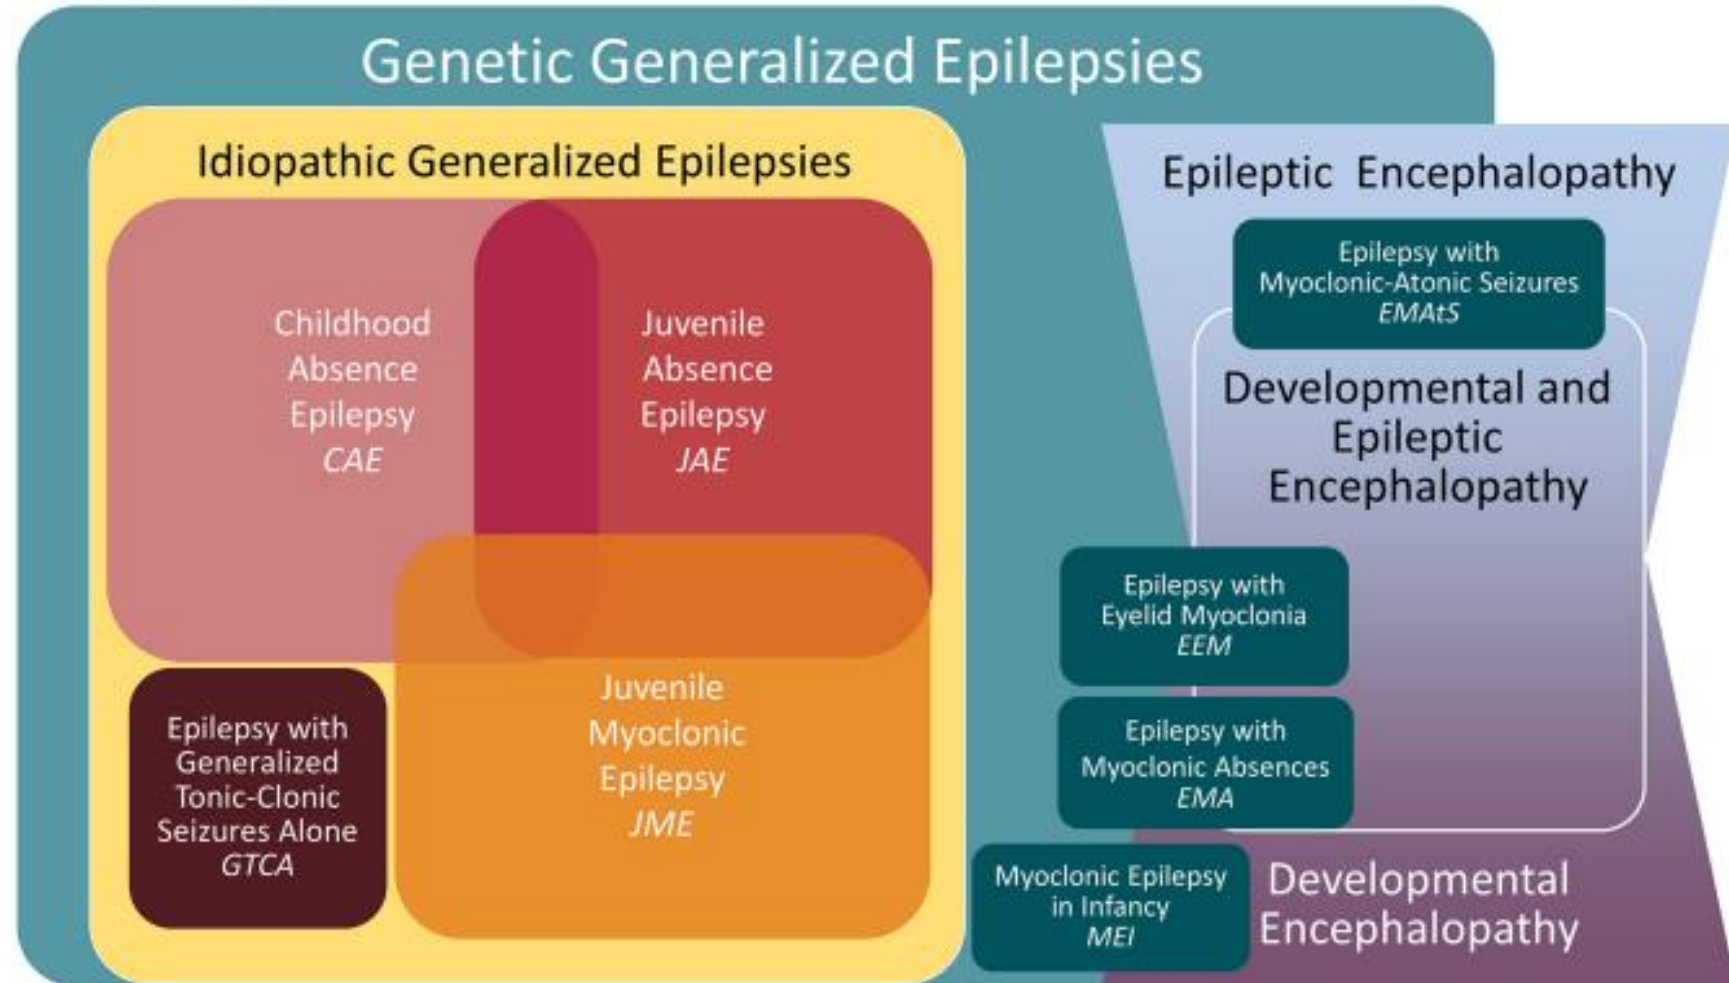 Genetic Generalized Epilepsies
Idiopathic Generalized Epilepsies
Childhood
Absence
Epilepsy
CAE
Juvenile
Absence
Epilepsy
JAE
Epilepsy with
Generalized
Tonic-Clonic
Seizures Alone
GTCA
Juvenile
Myoclonic
Epilepsy
JME
Epileptic Encephalopathy
Epilepsy with
Myoclonic-Atonic Seizures
EMAtS
Developmental and
Epileptic
Encephalopathy
Epilepsy with
Eyelid Myoclonia
EEM
Epilepsy with
Myoclonic Absences
EMA
Myoclonic Epilepsy
in Infancy
MEI
Developmental
Encephalopathy